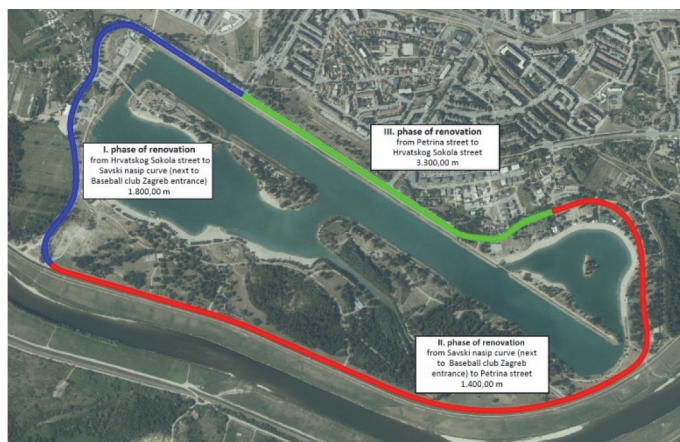 I. phase of renovation
from Hrvatskog Sokola street to
Savski nasip curve (next to
Baseball club Zagreb entrance)
1.800,00 m
III. phase of renovation
from Petrina street to
Hrvatskog Sokola street
3.300,00 m
II. phase of renovation
from Savski nasip curve (next
to Baseball club Zagreb
entrance) to Petrina street
1.400,00 m